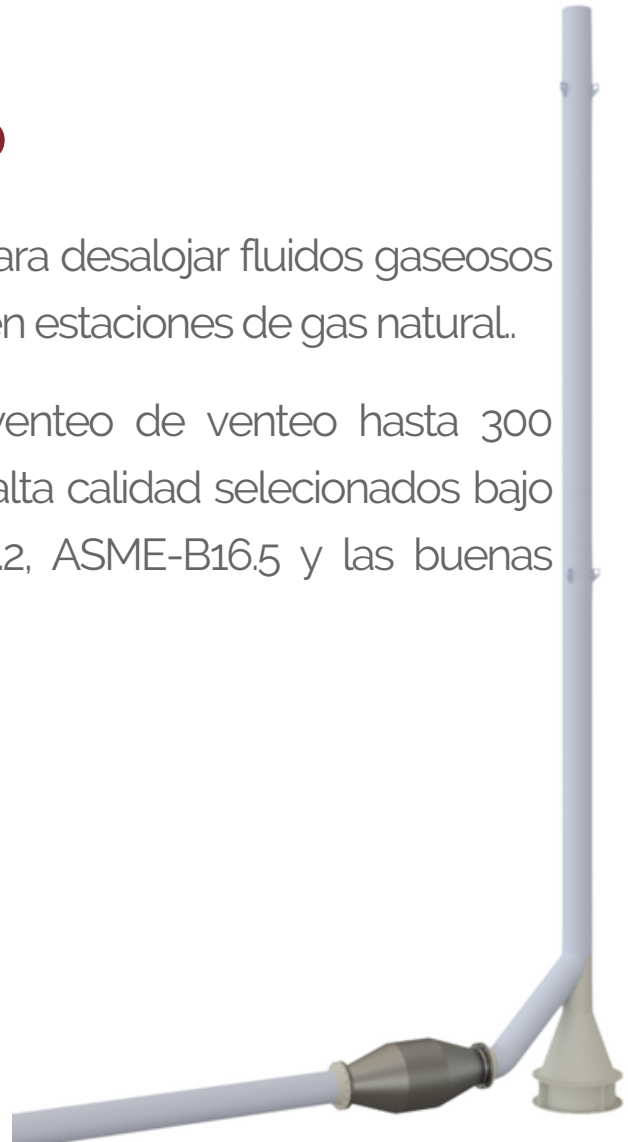 ara desalojar fluidos gaseosos
en estaciones de gas natural..
venteo de venteo hasta 300
alta calidad selecionados bajo
.2, ASME-B16.5 y las buenas